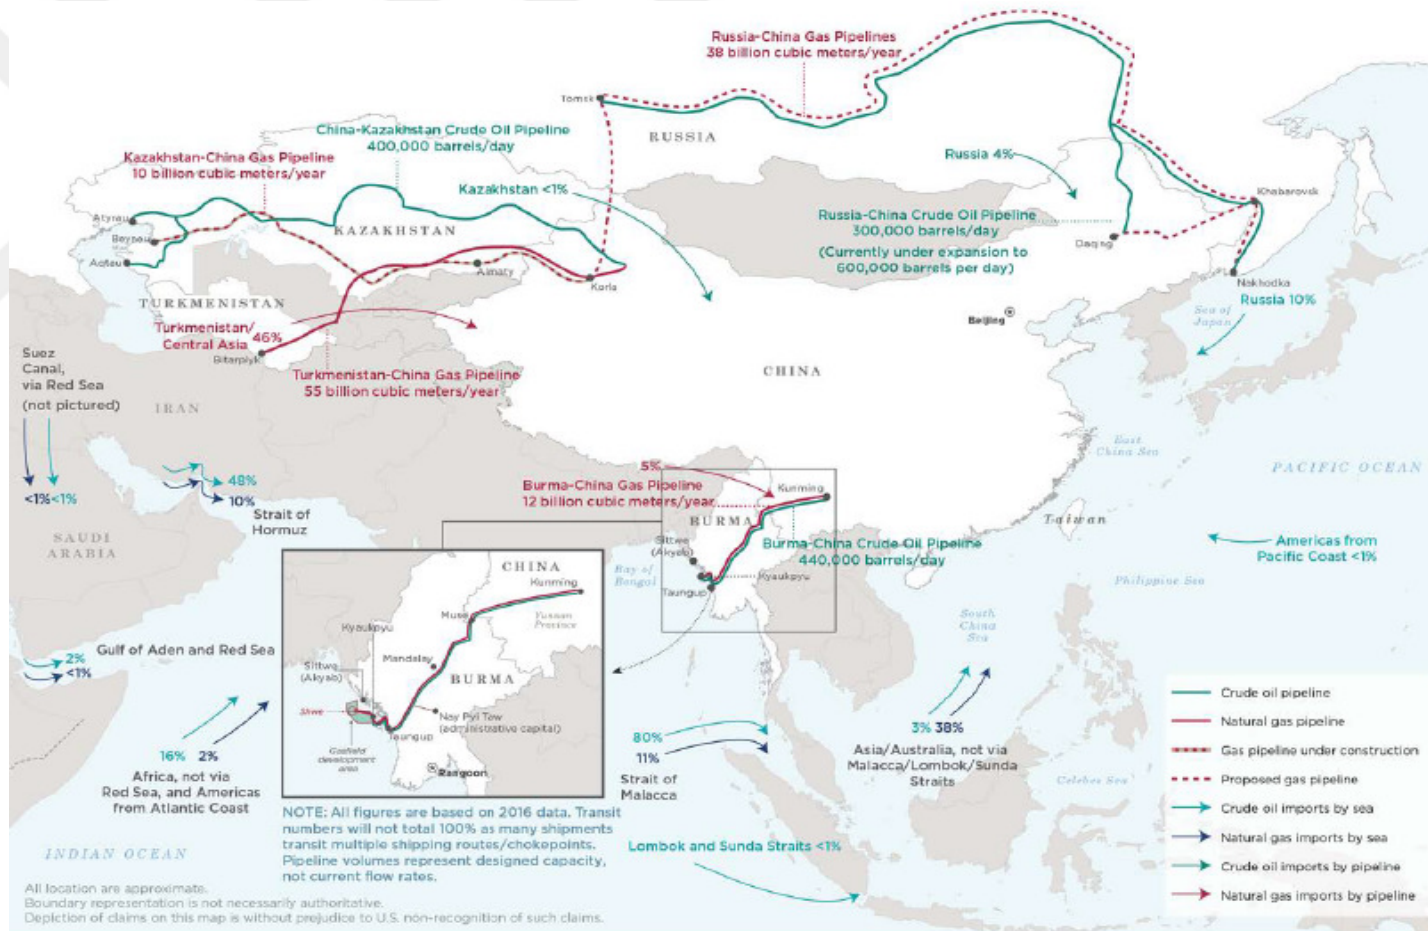 Russia-China Gas Pipelines
38 billion cubic meters/year
Tomsk
RUSSIA
China-Kazakhstan Crude Oil Pipeline
400,000 barrels/day
Kazakhstan-China Gas Pipeline
10 billion cubic meters/year
Kazakhstan <1%
Russia 4%
Khabarovsk
Russia-China Crude Oil Pipeline
300,000 barrels/day
(Currently under expansion to
600,000 barrels per day)
Daqing
Atyrau
Beyneu
Aqtau
KAZAKHSTAN
Almaty
Korla
Nakhodka
Russia 10%
Sea of
Japan
Beijing
TURKMENISTAN
Turkmenistan/
Central Asia
46%
Bitarplyk
Turkmenistan-China Gas Pipeline
55 billion cubic meters/year
CHINA
Suez
Canal,
via Red Sea
(not pictured)
IRAN
<1%
<1%
48%
10%
Strait of
Hormuz
SAUDI
ARABIA
East
China Sea
PACIFIC OCEAN
5%
Burma-China Gas Pipeline
12 billion cubic meters/year
Kunming
BURMA
Sittwe
(Akyab)
Burma-China Crude Oil Pipeline
440,000 barrels/day
Kyaukpyu
Taungup
Bay of
Bengal
Taiwan
Americas from
Pacific Coast <1%
Philippine Sea
South
China
Sea
CHINA
Kunming
Muse
Yunnan
Province
Kyaukpyu
Mandalay
Sittwe
(Akyab)
BURMA
Shwe
Nay Pyi Taw
(administrative capital)
Taungup
Gasfield
development
area
Rangoon
Gulf of Aden and Red Sea
2%
<1%
16%
2%
Africa, not via
Red Sea, and Americas
from Atlantic Coast
80%
11%
Strait of
Malacca
3%
38%
Asia/Australia, not via
Malacca/Lombok/Sunda
Straits
Celebes Sea
Lombok and Sunda Straits <1%
INDIAN OCEAN
NOTE: All figures are based on 2016 data. Transit
numbers will not total 100% as many shipments
transit multiple shipping routes/chokepoints.
Pipeline volumes represent designed capacity,
not current flow rates.
All location are approximate.
Boundary representation is not necessarily authoritative.
Depiction of claims on this map is without prejudice to U.S. non-recognition of such claims.
Crude oil pipeline
Natural gas pipeline
Gas pipeline under construction
Proposed gas pipeline
Crude oil imports by sea
Natural gas imports by sea
Crude oil imports by pipeline
Natural gas imports by pipeline